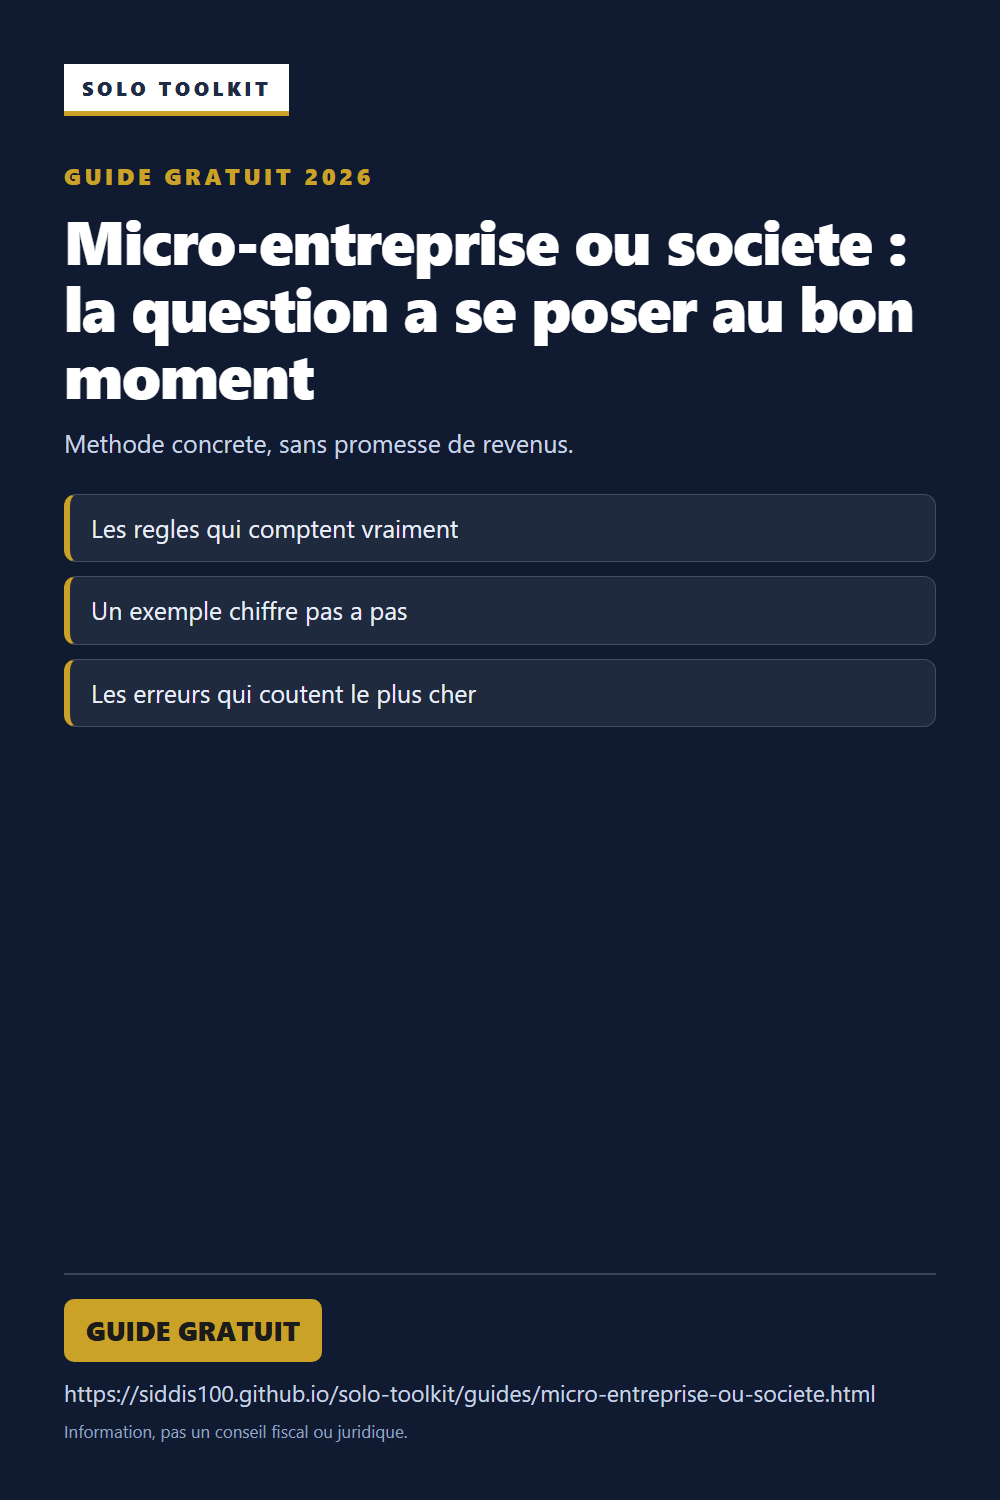 SOLO TOOLKIT
GUIDE GRATUIT 2026
Micro-entreprise ou societe :
la question a se poser au bon
moment
Methode concrete, sans promesse de revenus.
Les regles qui comptent vraiment
Un exemple chiffre pas a pas
Les erreurs qui coutent le plus cher
GUIDE GRATUIT
https://siddis100.github.io/solo-toolkit/guides/micro-entreprise-ou-societe.html
Information, pas un conseil fiscal ou juridique.